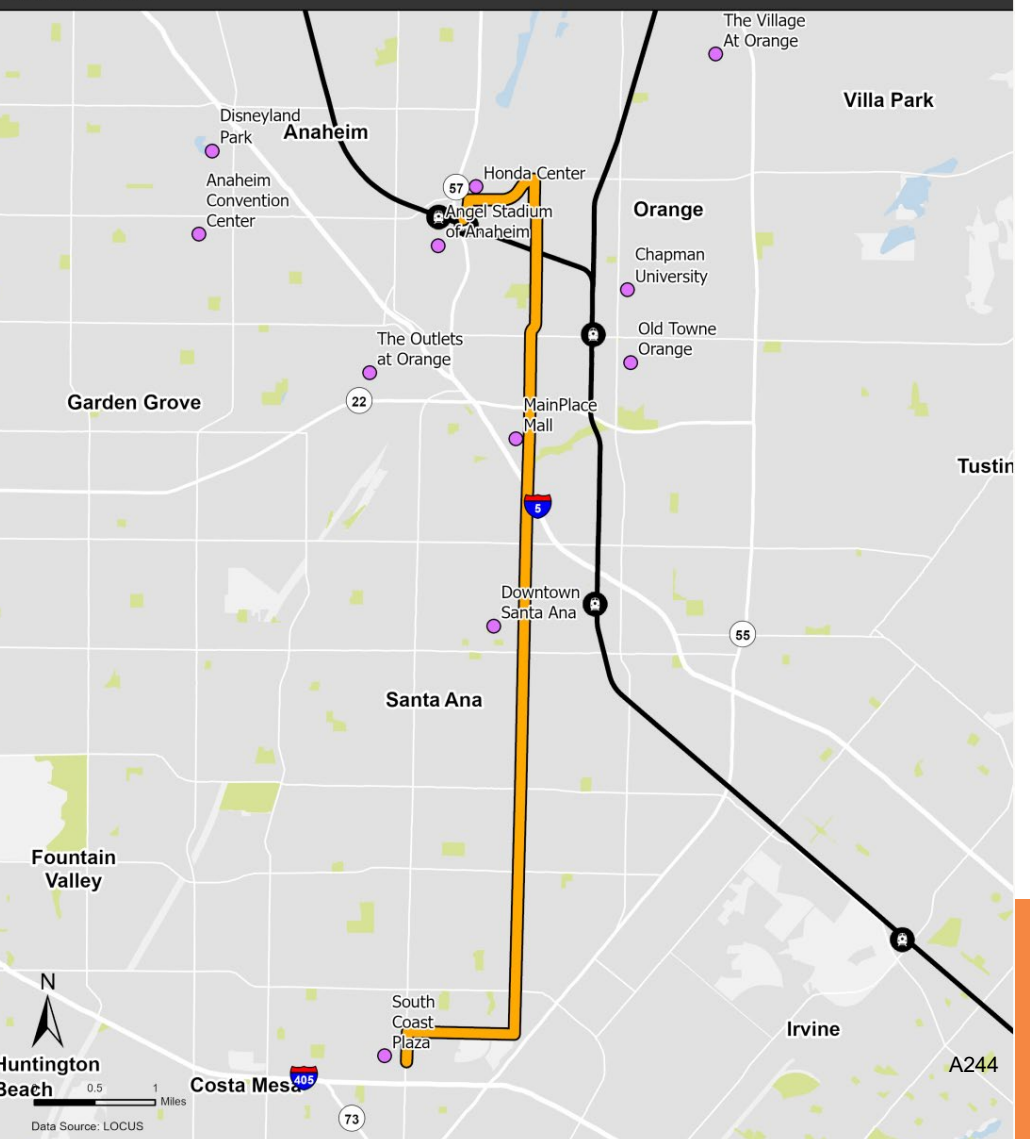 The Village
At Orange
Villa Park
Disneyland
Park
Anaheim
Anaheim
Convention
Center
57
Honda Center
Angel Stadium
of Anaheim
Orange
Chapman
University
Old Towne
Orange
The Outlets
at Orange
22
Garden Grove
MainPlace
Mall
Tustin
5
Downtown
Santa Ana
55
Santa Ana
Fountain
Valley
N
South
Coast
Plaza
Irvine
A244
Huntington
Beach
Costa Mesa
405
0 0.5 1
Miles
73
Data Source: LOCUS